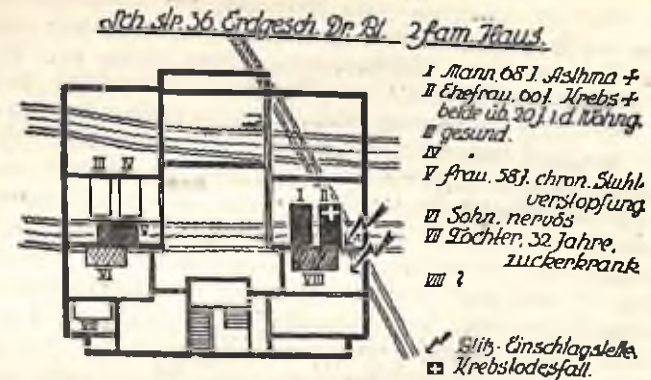 Sch. str. 36. Erdgesch. Dr. Bl. 2fam. Haus.
I Mann, 68 J. Asthma +
II Ehefrau, 60 J. Krebs +
beide üb. 20 J. i. d. Wohng.
III gesund.
IV "
V Frau, 58 J. chron. Stuhl-
verstopfung
VI Sohn, nervös
VII Tochter, 32 Jahre,
zuckerkrank
VIII ?
Blitz-Einschlagstelle
Krebstodesfall.
III IV
V
VI
VII
I II
VIII